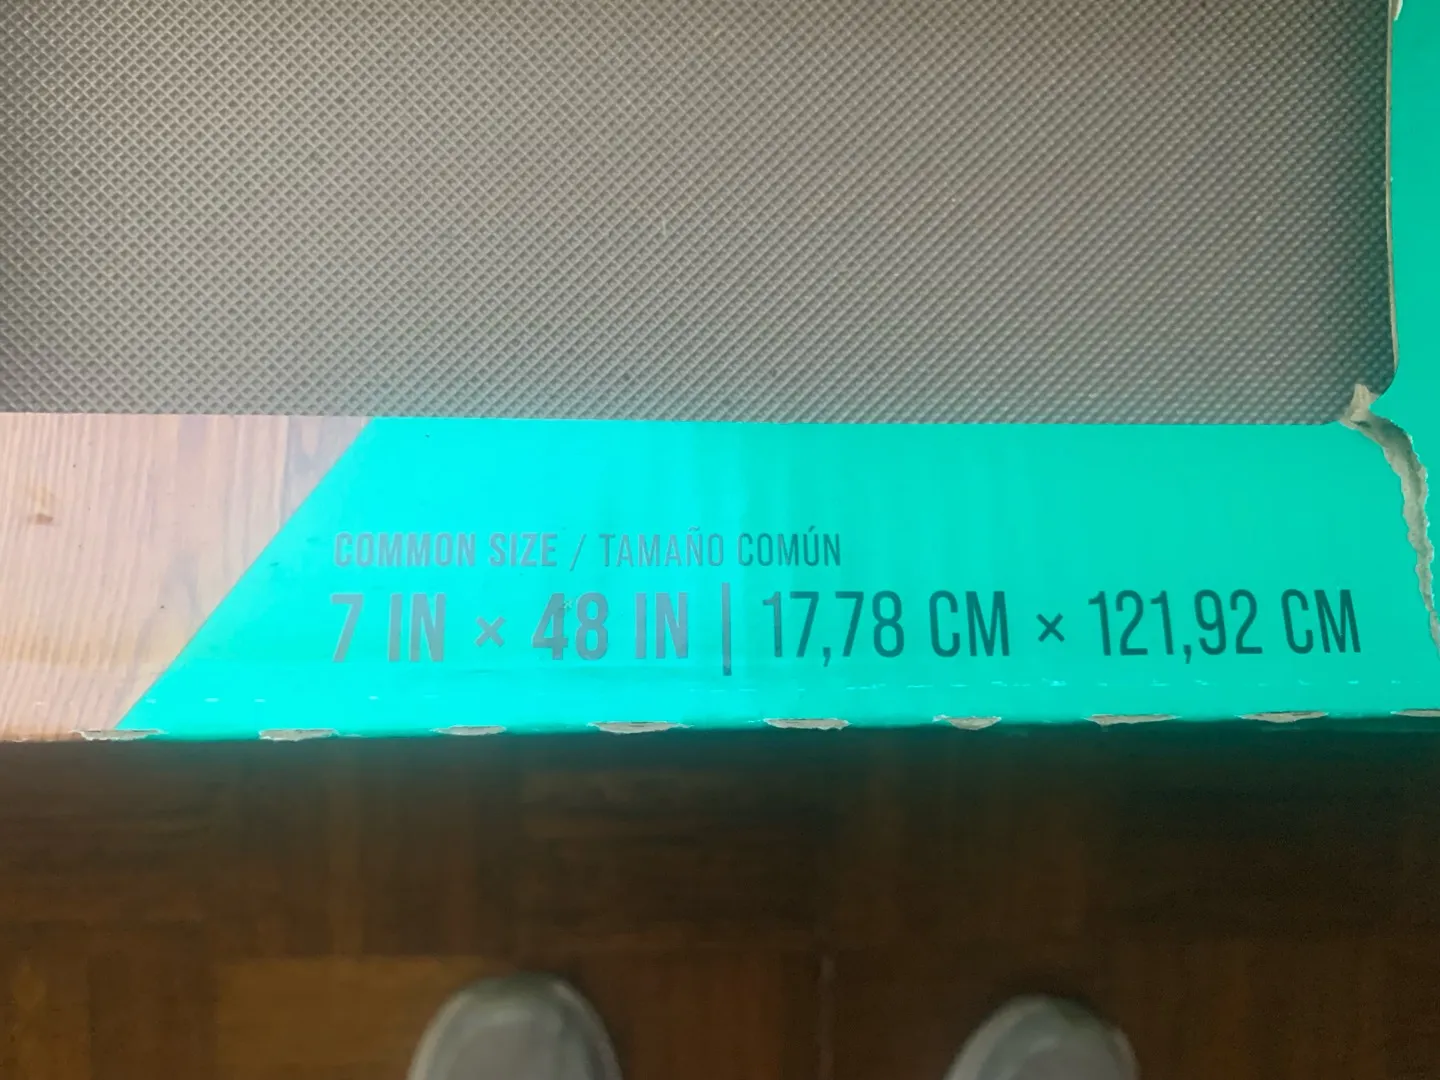 COMMON SIZE / TAMAÑO COMÚN
7 IN × 48 IN | 17,78 CM × 121,92 CM